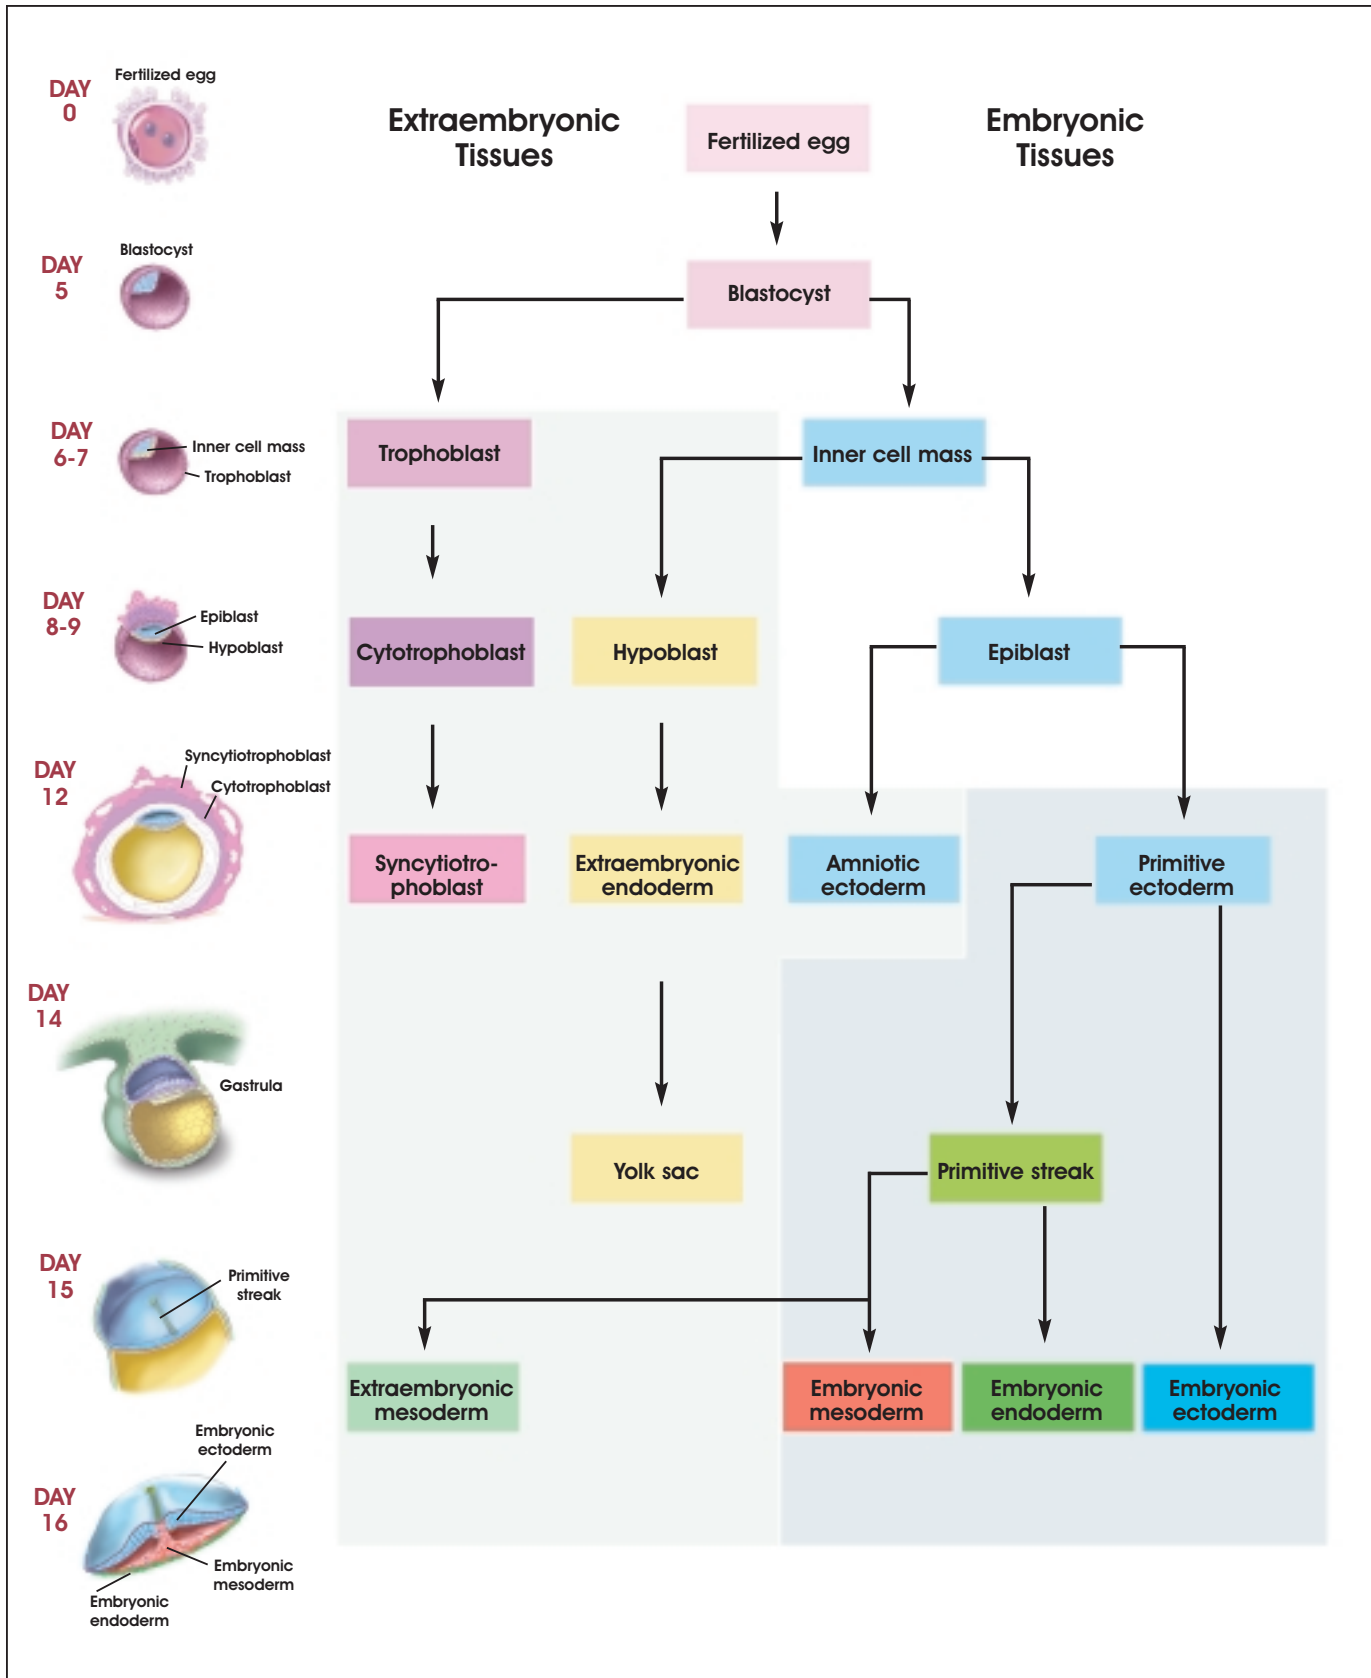 DAY
0
Fertilized egg
Extraembryonic
Tissues
Fertilized egg
Embryonic
Tissues
DAY
5
Blastocyst
Blastocyst
DAY
6-7
Inner cell mass
Trophoblast
Trophoblast
Inner cell mass
DAY
8-9
Epiblast
Hypoblast
Cytotrophoblast
Hypoblast
Epiblast
DAY
12
Syncytiotrophoblast
Cytotrophoblast
Syncytiotro-
phoblast
Extraembryonic
endoderm
Amniotic
ectoderm
Primitive
ectoderm
DAY
14
Gastrula
Yolk sac
Primitive streak
DAY
15
Primitive
streak
Extraembryonic
mesoderm
Embryonic
mesoderm
Embryonic
endoderm
Embryonic
ectoderm
DAY
16
Embryonic
ectoderm
Embryonic
mesoderm
Embryonic
endoderm